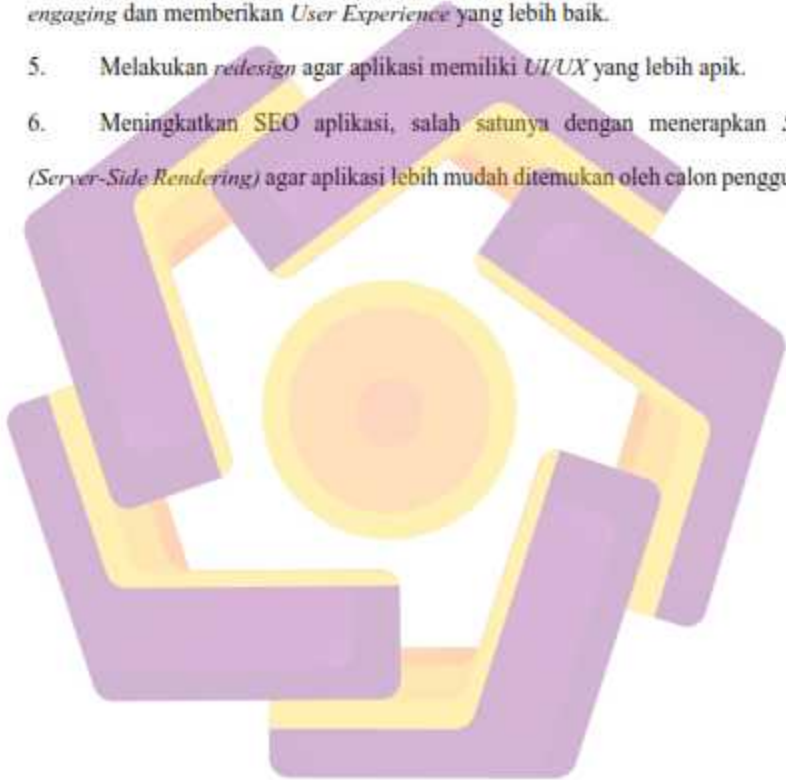 engaging dan memberikan User Experience yang lebih baik.
5. Melakukan redesign agar aplikasi memiliki UI/UX yang lebih apik.
6. Meningkatkan SEO aplikasi, salah satunya dengan menerapkan
(Server-Side Rendering) agar aplikasi lebih mudah ditemukan oleh calon